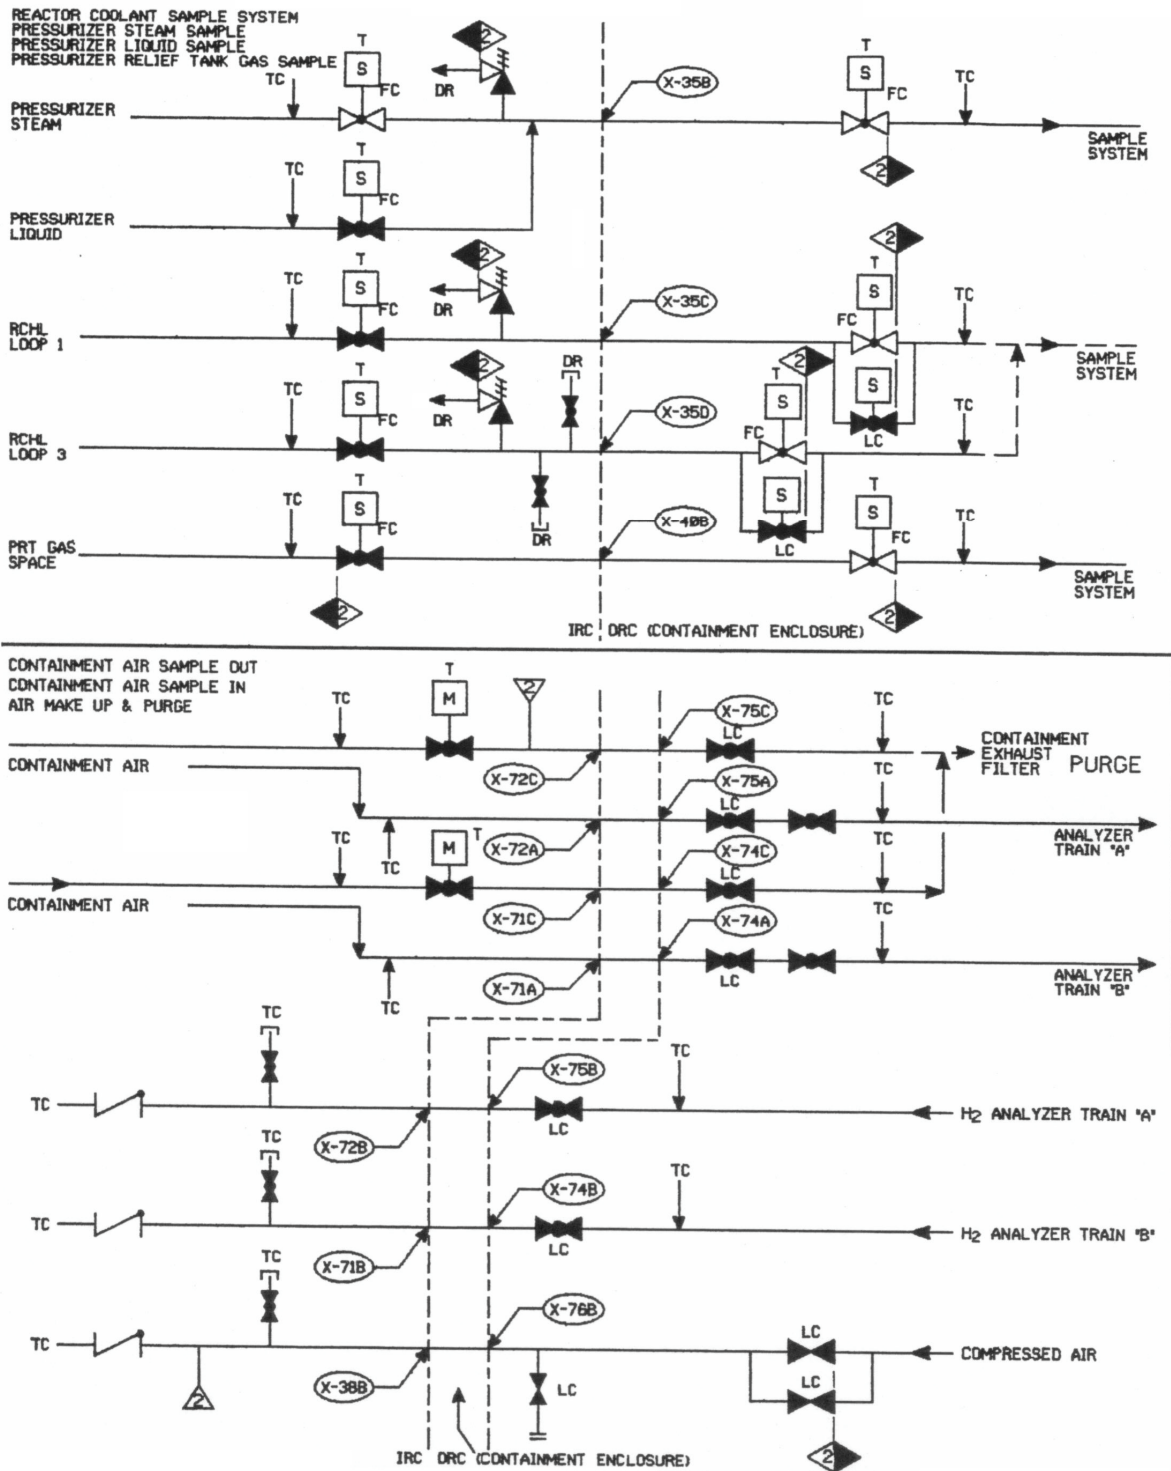 REACTOR COOLANT SAMPLE SYSTEM
PRESSURIZER STEAM SAMPLE
PRESSURIZER LIQUID SAMPLE
PRESSURIZER RELIEF TANK GAS SAMPLE
TC
T
S
FC
2
DR
X-35B
T
S
FC
TC
PRESSURIZER
STEAM
SAMPLE
SYSTEM
2
TC
T
S
FC
PRESSURIZER
LIQUID
2
2
TC
T
S
FC
DR
X-35C
T
S
FC
TC
RCHL
LOOP 1
SAMPLE
SYSTEM
2
2
TC
T
S
FC
DR
DR
X-35D
T
S
FC
S
LC
TC
RCHL
LOOP 3
DR
S
LC
TC
T
S
FC
X-40B
T
S
FC
TC
PRT GAS
SPACE
SAMPLE
SYSTEM
2
2
IRC ORC (CONTAINMENT ENCLOSURE)
CONTAINMENT AIR SAMPLE OUT
CONTAINMENT AIR SAMPLE IN
AIR MAKE UP & PURGE
TC
T
M
2
X-75C
LC
TC
CONTAINMENT
EXHAUST
FILTER PURGE
CONTAINMENT AIR
X-72C
X-75A
LC
TC
TC
TC
T
M
X-72A
X-74C
LC
TC
ANALYZER
TRAIN "A"
CONTAINMENT AIR
X-71C
X-74A
TC
TC
X-71A
LC
ANALYZER
TRAIN "B"
TC
X-75B
TC
TC
X-72B
LC
H2 ANALYZER TRAIN "A"
TC
X-74B
TC
TC
X-71B
LC
H2 ANALYZER TRAIN "B"
TC
X-76B
TC
LC
COMPRESSED AIR
2
X-38B
LC
LC
2
IRC ORC (CONTAINMENT ENCLOSURE)